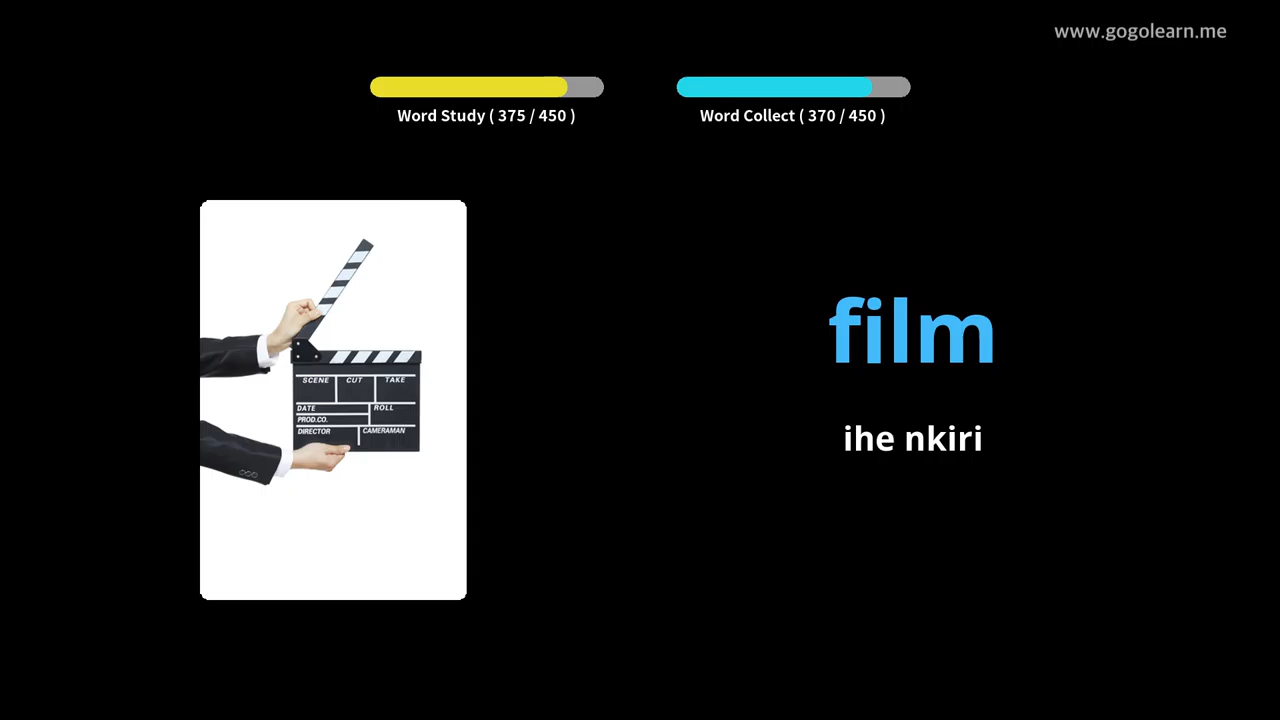 www.gogolearn.me
Word Study ( 375 / 450 )
Word Collect ( 370 / 450 )
SCENE CUT TAKE
DATE ROLL
PROD.CO.
DIRECTOR CAMERAMAN
film
ihe nkiri